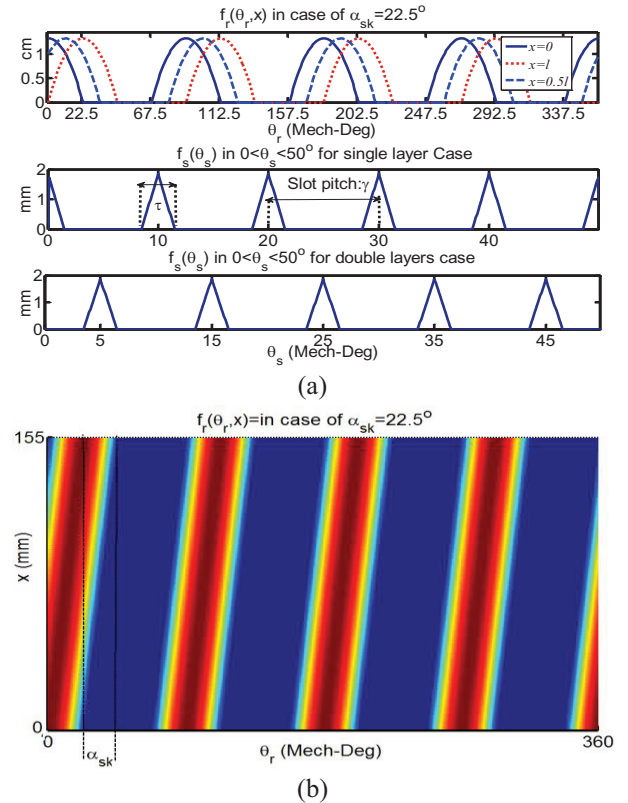 f_r(θ_r,x) in case of α_sk=22.5°
cm
1
0.5
0
x=0
x=l
x=0.5l
0 22.5 67.5 112.5 157.5 202.5 247.5 292.5 337.5
θ_r (Mech-Deg)
f_s(θ_s) in 0<θ_s<50° for single layer Case
mm
2
1
0
τ
Slot pitch:γ
0 10 20 30 40
f_s(θ_s) in 0<θ_s<50° for double layers case
mm
2
1
0
0 5 15 25 35 45
θ_s (Mech-Deg)
(a)
f_r(θ_r,x)=in case of α_sk=22.5°
155
x (mm)
0
0 360
α_sk
θ_r (Mech-Deg)
(b)